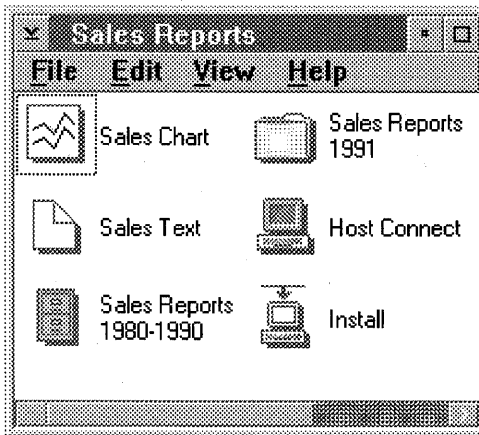 Sales Reports
File Edit View Help
Sales Chart
Sales Reports
1991
Sales Text
Host Connect
Sales Reports
1980-1990
Install